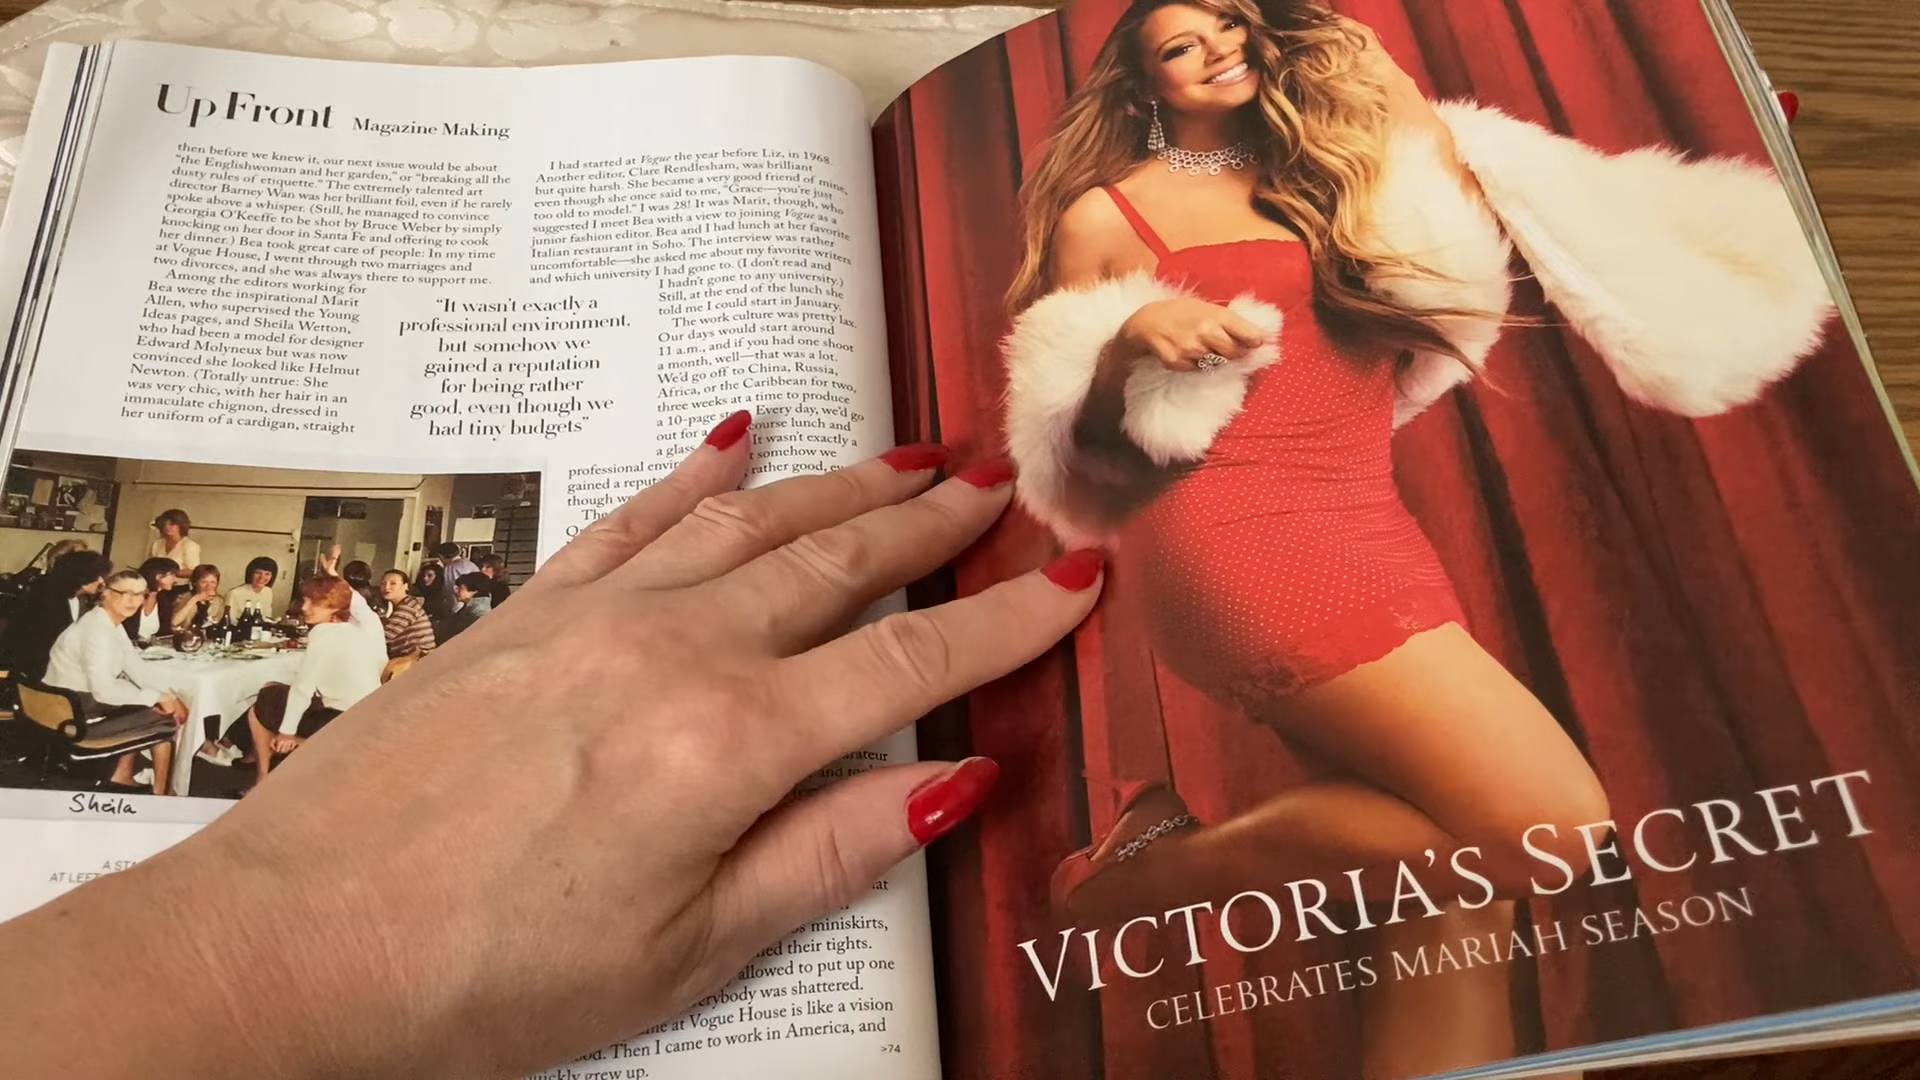 Up Front Magazine Making
then before we knew it, our next issue would be about
“the Englishwoman and her garden,” or “breaking all the
dusty rules of etiquette.” The extremely talented art
director Barney Wan was her brilliant foil, even if he rarely
spoke above a whisper. (Still, he managed to convince
Georgia O’Keeffe to be shot by Bruce Weber by simply
knocking on her door in Santa Fe and offering to cook
her dinner.) Bea took great care of people: In my time
at Vogue House, I went through two marriages and
two divorces, and she was always there to support me.
Among the editors working for
Bea were the inspirational Marit
Allen, who supervised the Young
Ideas pages, and Sheila Wetton,
who had been a model for designer
Edward Molyneux but was now
convinced she looked like Helmut
Newton. (Totally untrue: She
was very chic, with her hair in an
immaculate chignon, dressed in
her uniform of a cardigan, straight
“It wasn’t exactly a
professional environment,
but somehow we
gained a reputation
for being rather
good, even though we
had tiny budgets”
I had started at Vogue the year before Liz, in 1968.
Another editor, Clare Rendlesham, was brilliant
but quite harsh. She became a very good friend of mine,
even though she once said to me, “Grace—you’re just
too old to model.” I was 28! It was Marit, though, who
suggested I meet Bea with a view to joining Vogue as a
junior fashion editor. Bea and I had lunch at her favorite
Italian restaurant in Soho. The interview was rather
uncomfortable—she asked me about my favorite writers
and which university I had gone to. (I don’t read and
I hadn’t gone to any university.)
Still, at the end of the lunch she
told me I could start in January.
The work culture was pretty lax.
Our days would start around
11 a.m., and if you had one shoot
a month, well—that was a lot.
We’d go off to China, Russia,
Africa, or the Caribbean for two,
three weeks at a time to produce
a 10-page Every day, we’d go
out for a course lunch and
a glass It wasn’t exactly a
professional somehow we
gained a rather good,
though
The
and
miniskirts,
their tights.
allowed to put up one
was shattered.
at Vogue House is like a vision
Then I came to work in America, and
quickly grew up.
>74
Sheila
AT LEFT
VICTORIA’S SECRET
CELEBRATES MARIAH SEASON